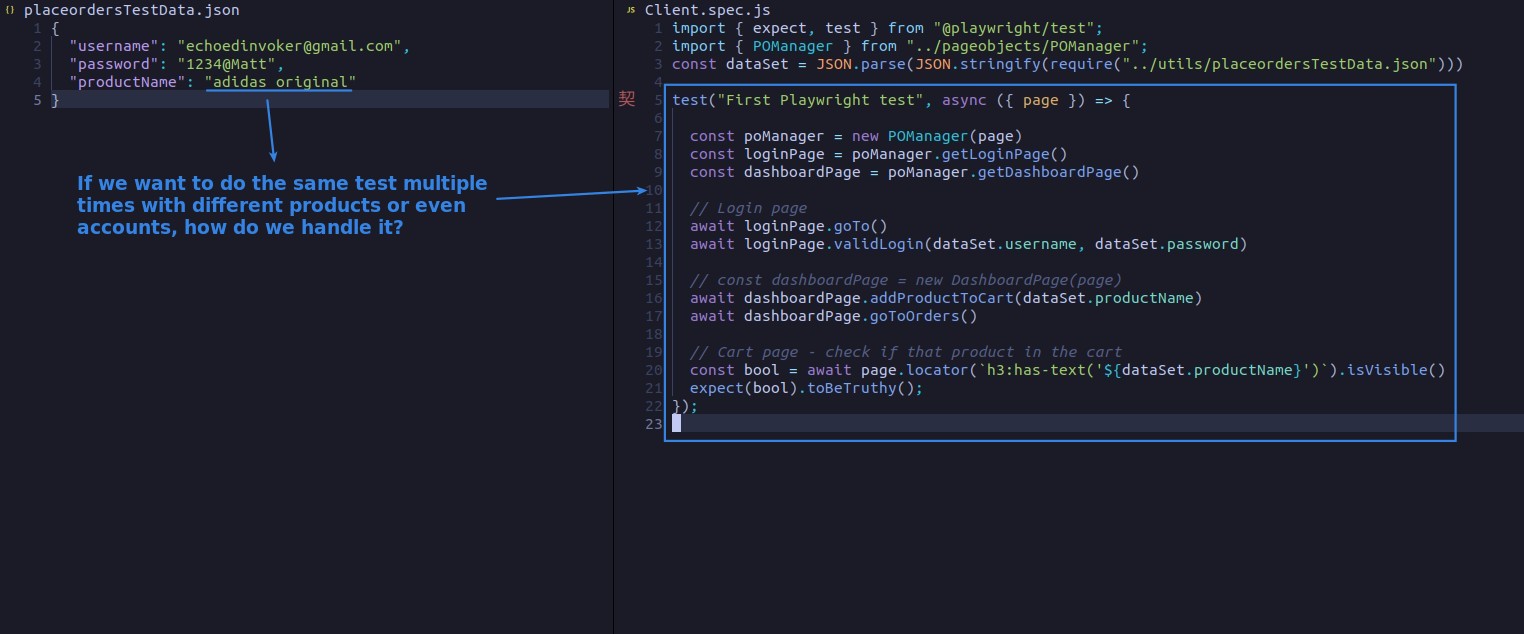 {} placeordersTestData.json
1 {
2 "username": "echoedinvoker@gmail.com",
3 "password": "1234@Matt",
4 "productName": "adidas original"
5 }
If we want to do the same test multiple
times with different products or even
accounts, how do we handle it?
JS Client.spec.js
1 import { expect, test } from "@playwright/test";
2 import { POManager } from "../pageobjects/POManager";
3 const dataSet = JSON.parse(JSON.stringify(require("../utils/placeordersTestData.json")))
4
契 5 test("First Playwright test", async ({ page }) => {
6
7 const poManager = new POManager(page)
8 const loginPage = poManager.getLoginPage()
9 const dashboardPage = poManager.getDashboardPage()
10
11 // Login page
12 await loginPage.goTo()
13 await loginPage.validLogin(dataSet.username, dataSet.password)
14
15 // const dashboardPage = new DashboardPage(page)
16 await dashboardPage.addProductToCart(dataSet.productName)
17 await dashboardPage.goToOrders()
18
19 // Cart page - check if that product in the cart
20 const bool = await page.locator(`h3:has-text('${dataSet.productName}')`).isVisible()
21 expect(bool).toBeTruthy();
22 });
23